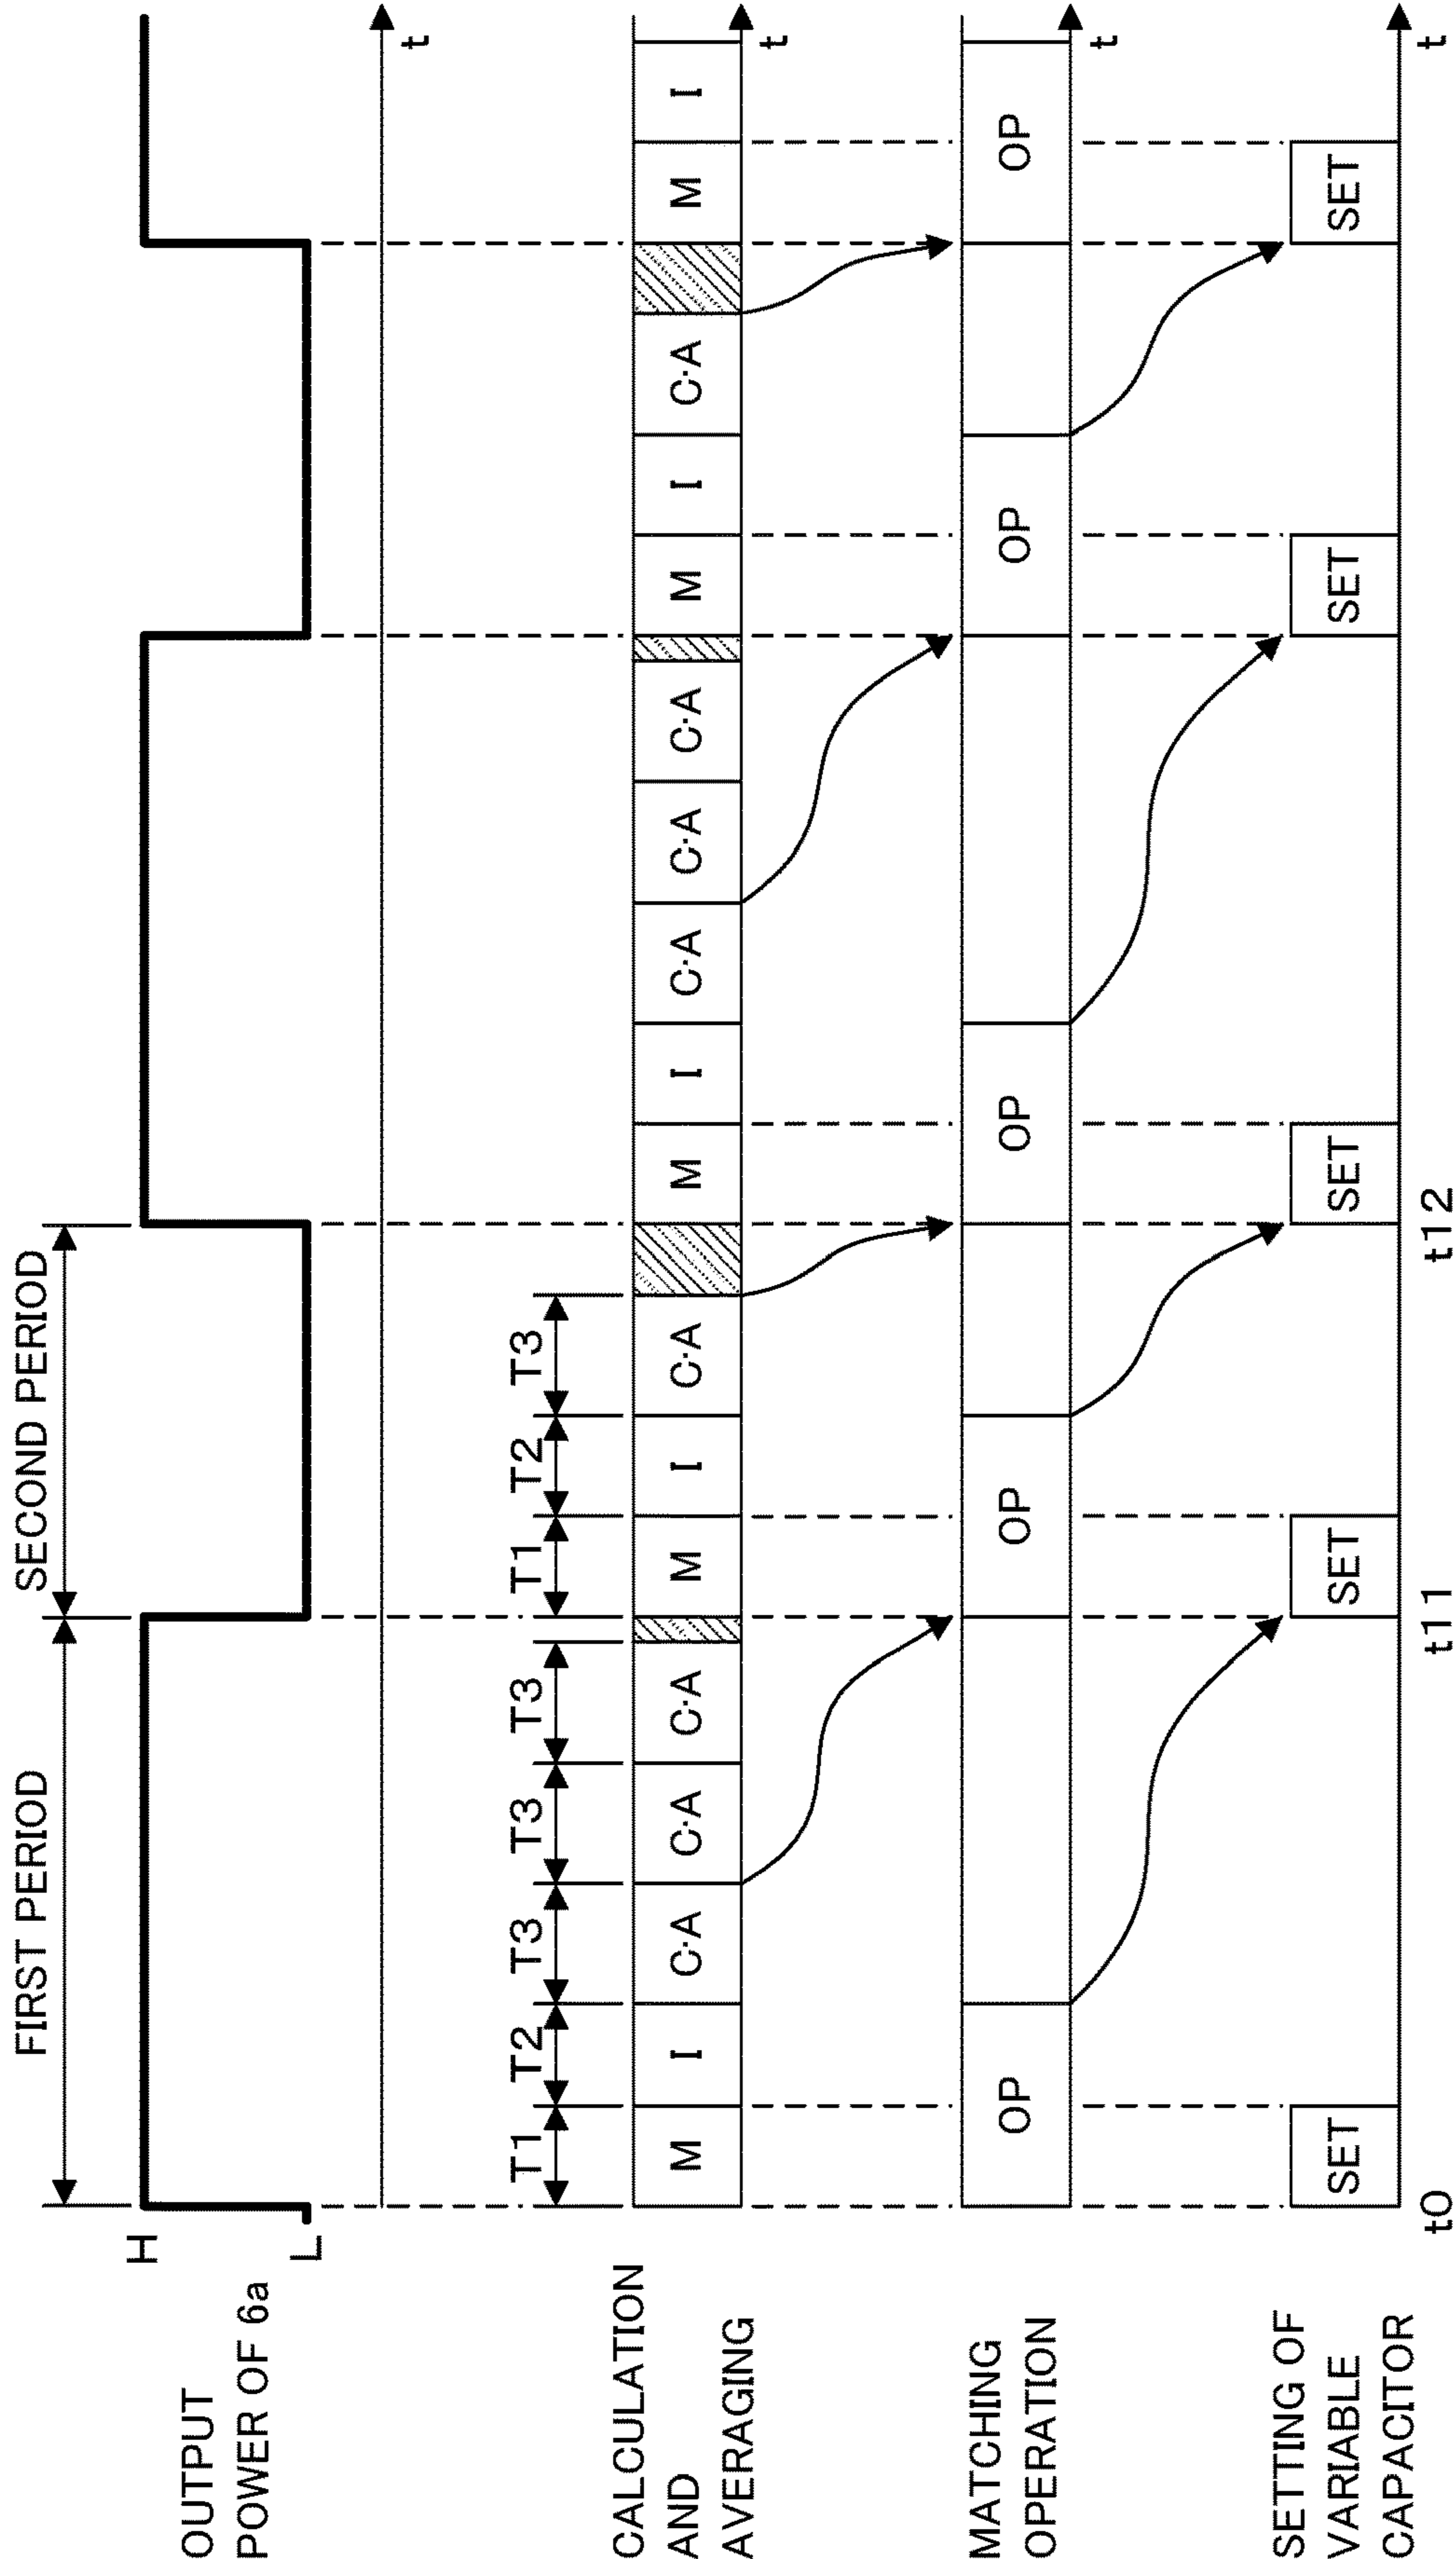 FIRST PERIOD
SECOND PERIOD
OUTPUT
POWER OF 6a
H
L
t
T1
T2
T3
T3
T3
T1
T2
T3
CALCULATION
AND
AVERAGING
M
I
C·A
C·A
C·A
M
I
C·A
M
I
C·A
C·A
C·A
M
I
C·A
M
I
t
MATCHING
OPERATION
OP
OP
OP
OP
OP
t
SETTING OF
VARIABLE
CAPACITOR
SET
SET
SET
SET
SET
t0
t11
t12
t